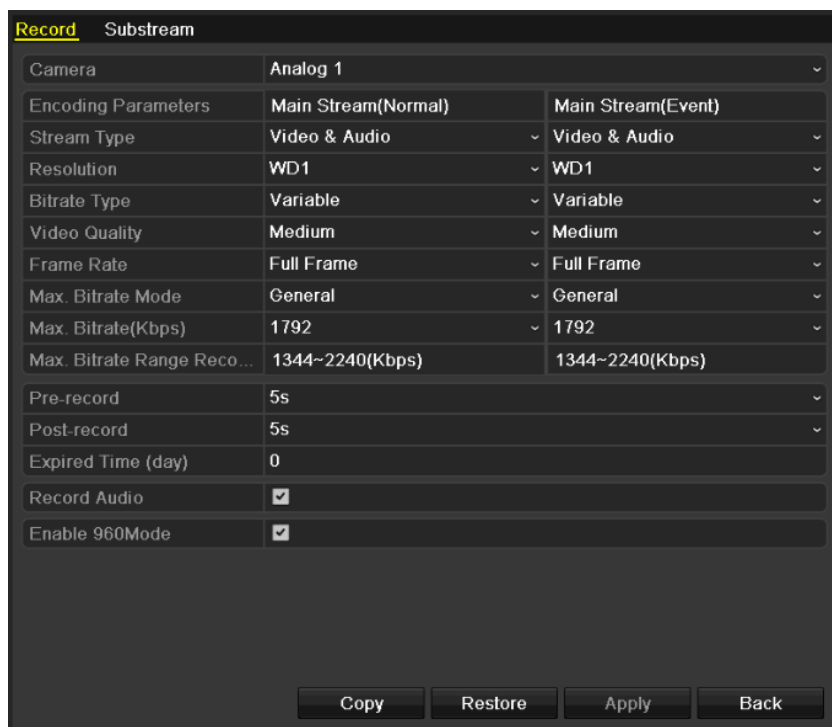 Record Substream
Camera Analog 1
Encoding Parameters Main Stream(Normal) Main Stream(Event)
Stream Type Video & Audio Video & Audio
Resolution WD1 WD1
Bitrate Type Variable Variable
Video Quality Medium Medium
Frame Rate Full Frame Full Frame
Max. Bitrate Mode General General
Max. Bitrate(Kbps) 1792 1792
Max. Bitrate Range Reco... 1344~2240(Kbps) 1344~2240(Kbps)
Pre-record 5s
Post-record 5s
Expired Time (day) 0
Record Audio
Enable 960Mode
Copy Restore Apply Back